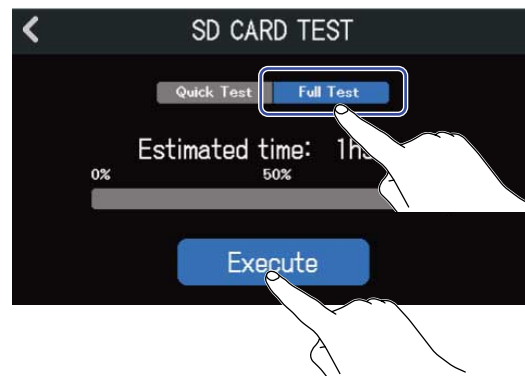 SD CARD TEST
Quick Test Full Test
Estimated time:
0% 50%
Execute